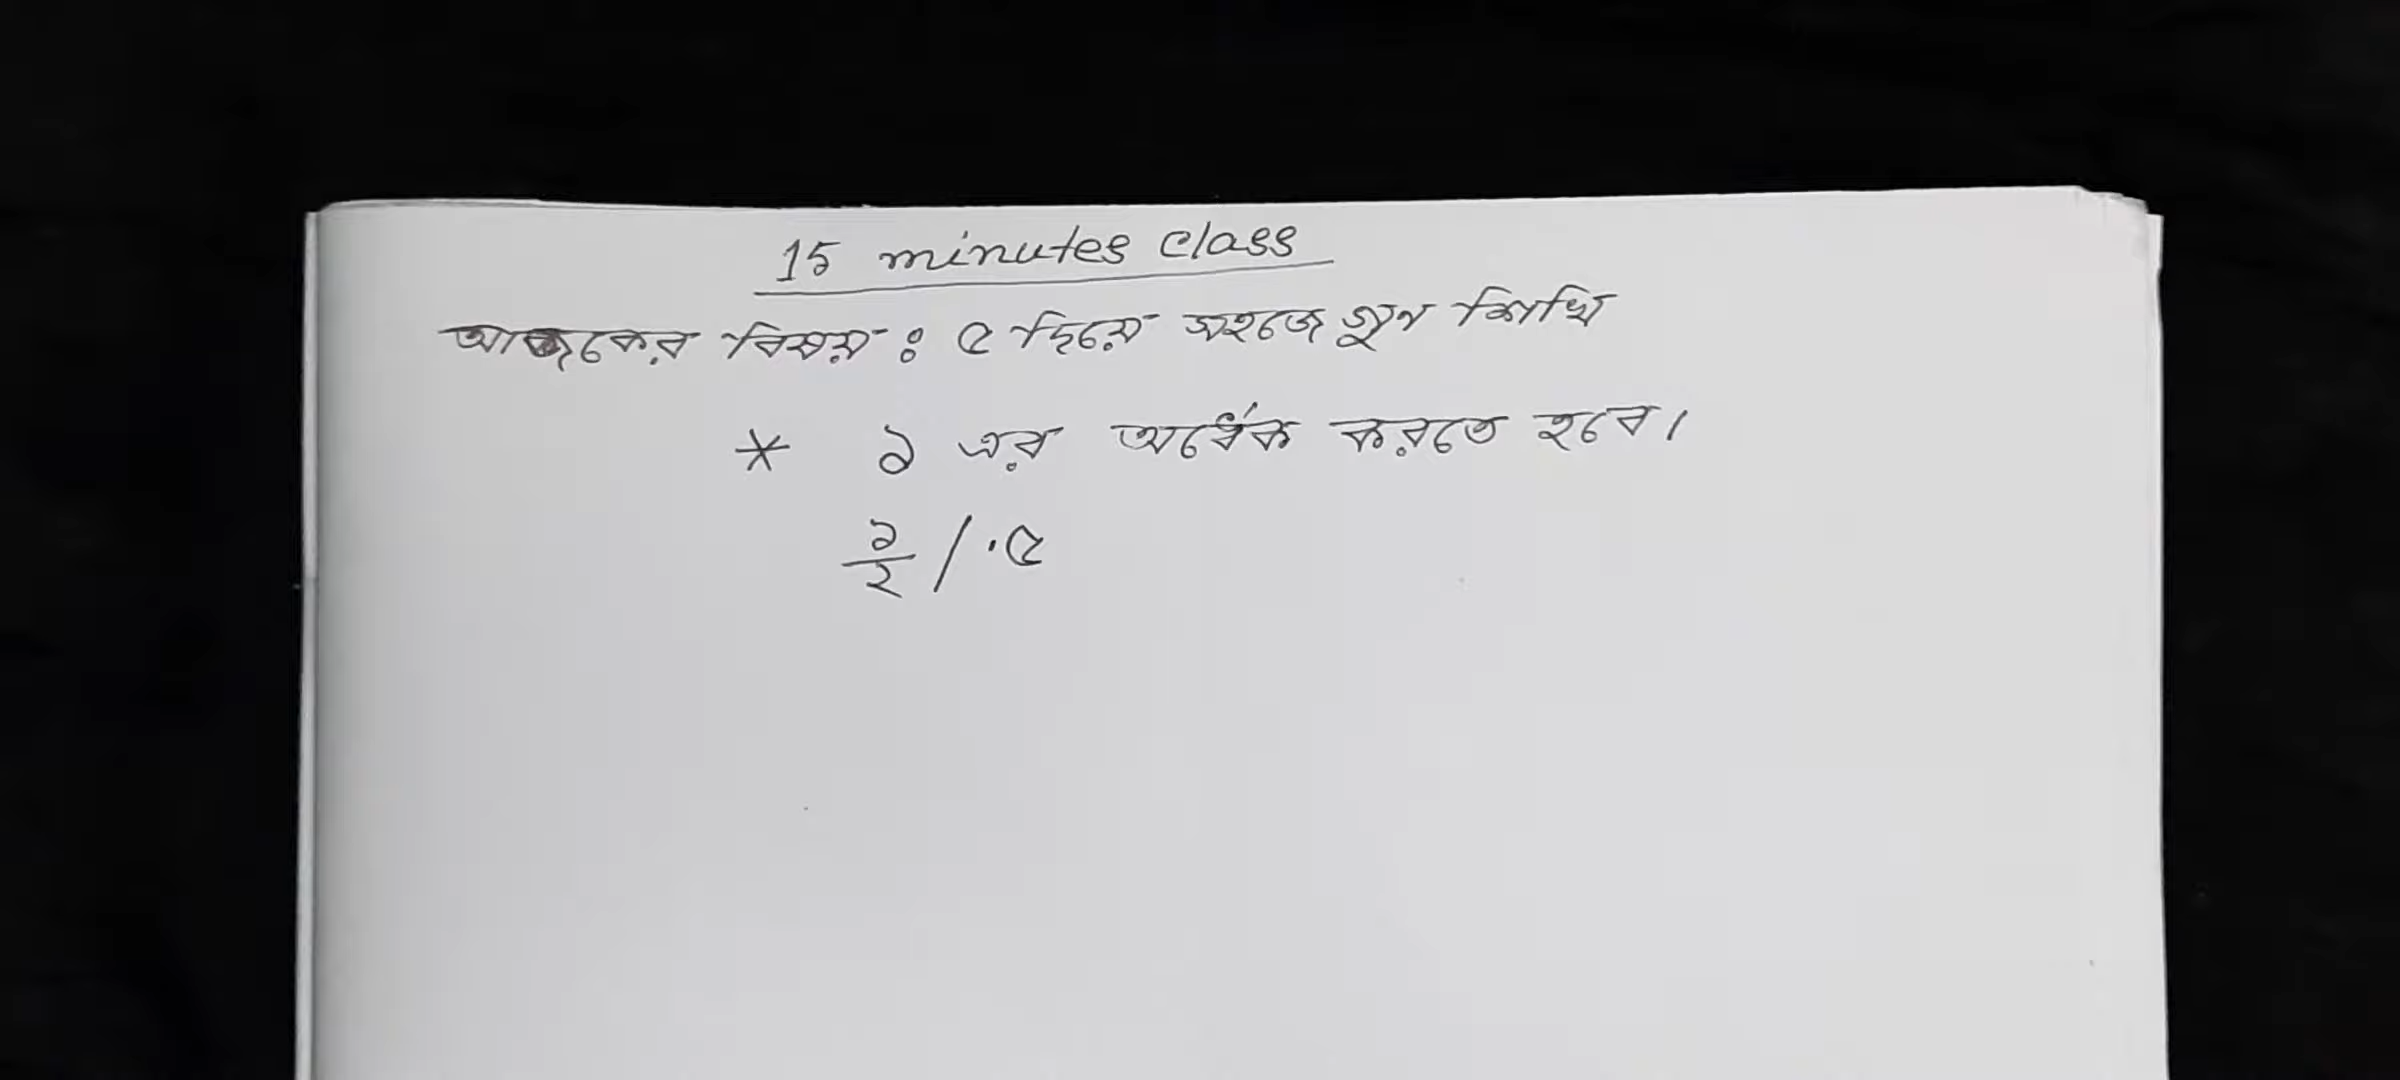 15 minutes class
আজকের বিষয় : ৫ দিয়ে সহজে গুন শিখি
* ১ এর অর্ধেক করতে হবে।
১/২ / .৫